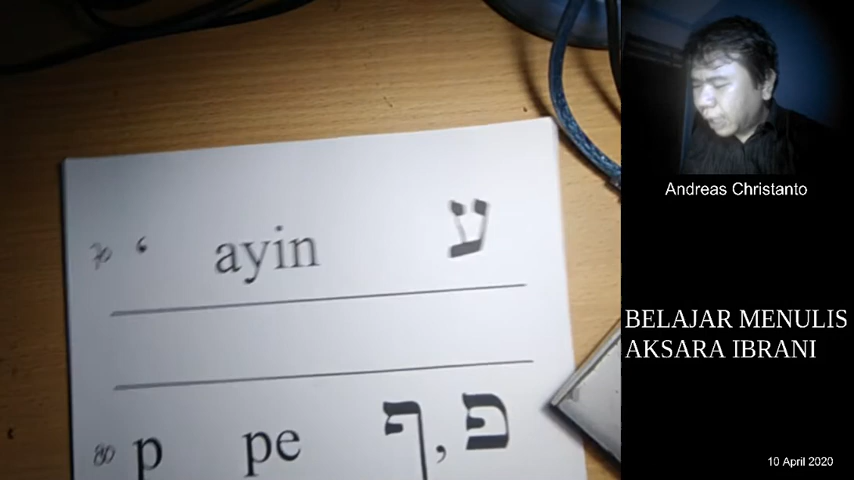 70 ʿ ayin ע
80 p pe ף, פ
Andreas Christanto
BELAJAR MENULIS
AKSARA IBRANI
10 April 2020